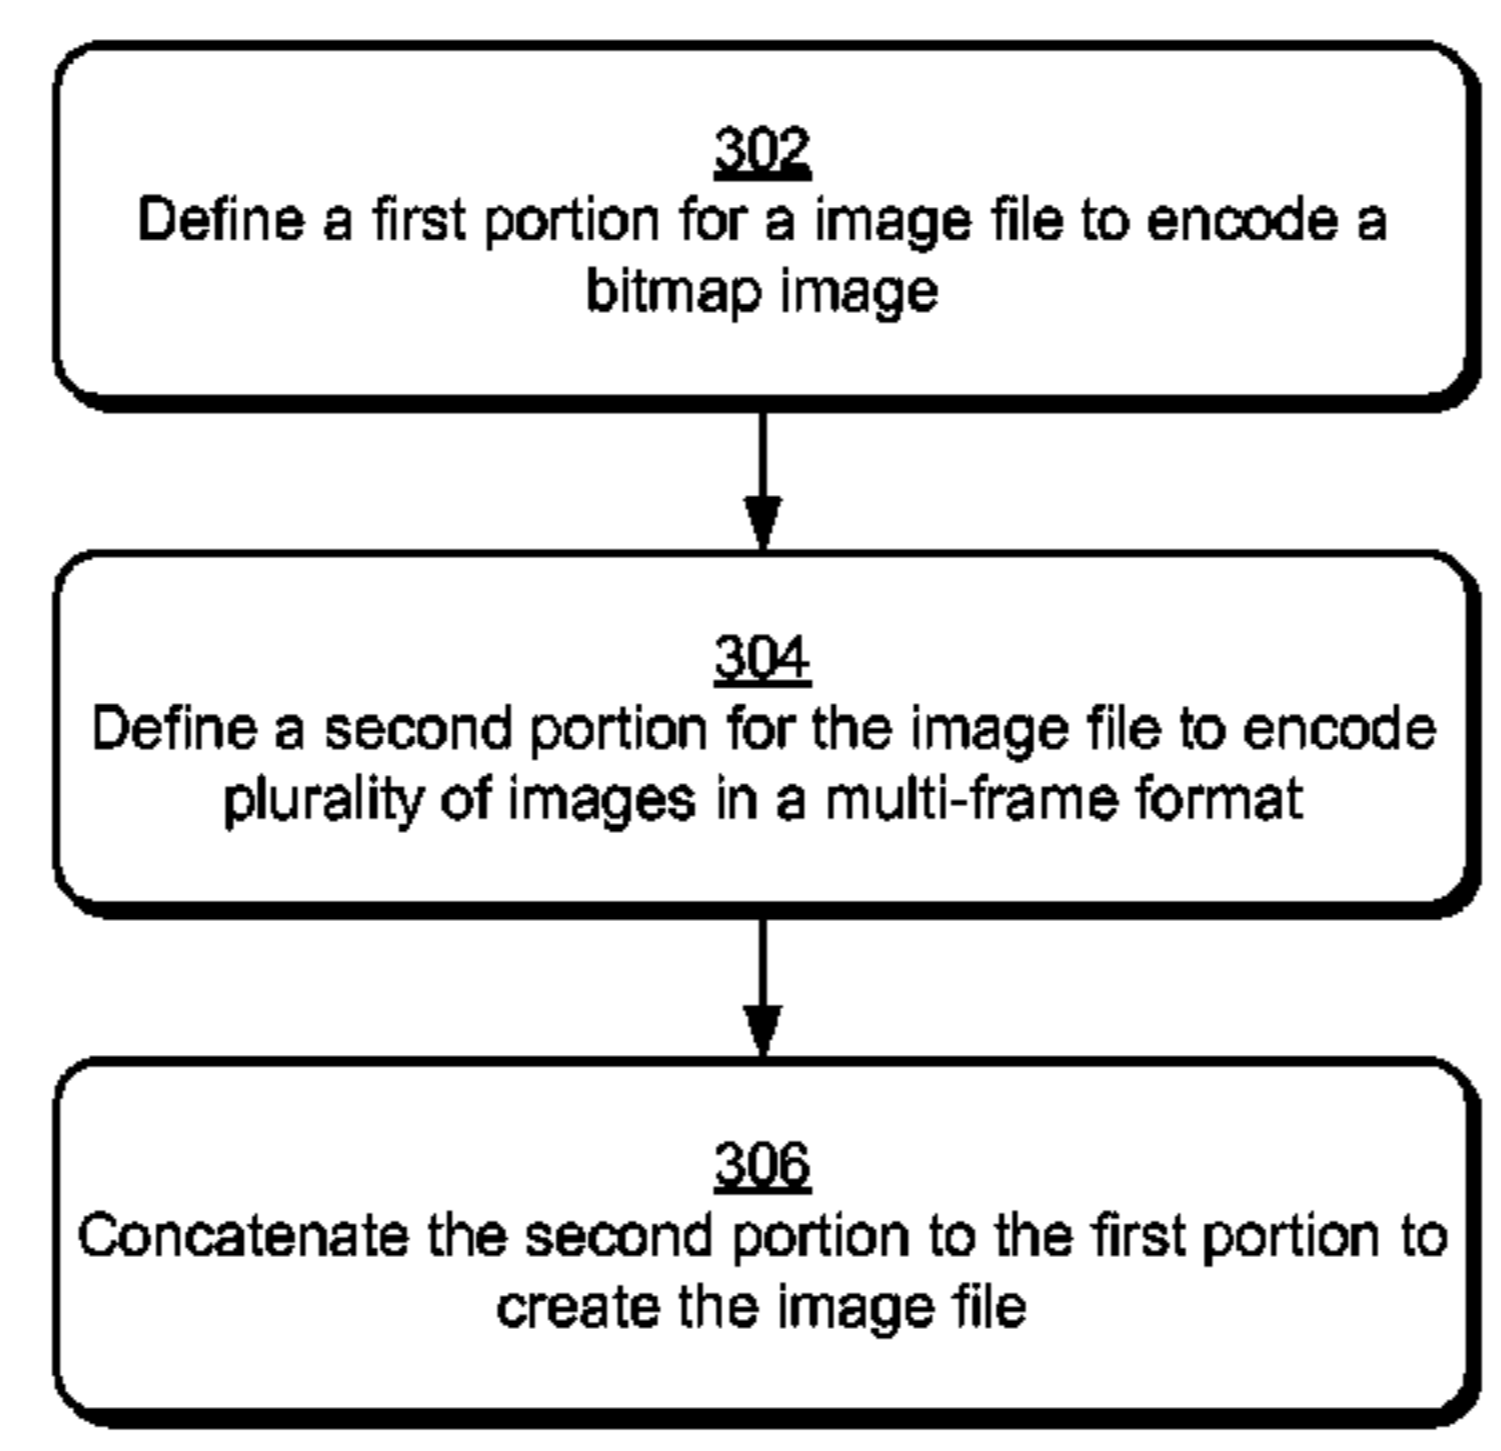 302
Define a first portion for a image file to encode a
bitmap image
304
Define a second portion for the image file to encode
plurality of images in a multi-frame format
306
Concatenate the second portion to the first portion to
create the image file